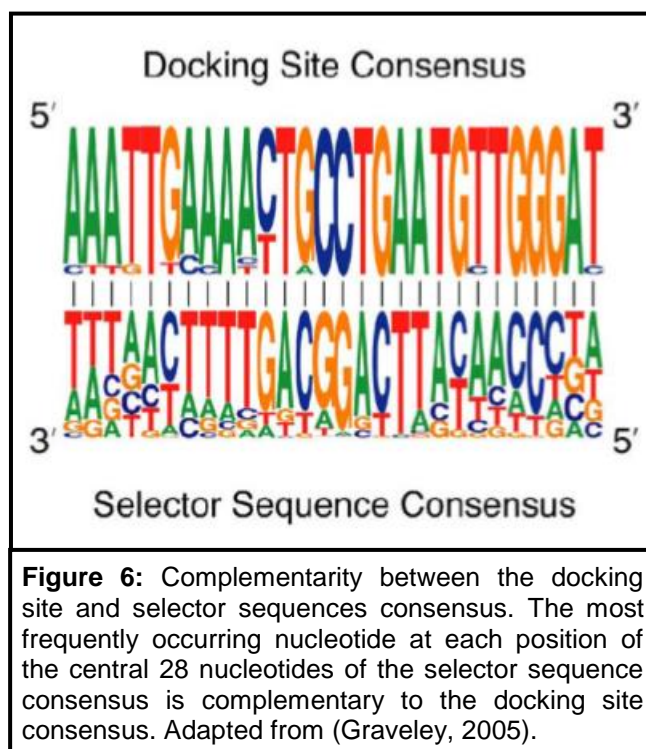 Docking Site Consensus
5′ 3′
AAATTGAAAACTGCCTGAATGTTGGGAT
TTTAACTTTTGACGGACTTACAACCCTA
3′ 5′
Selector Sequence Consensus
Figure 6: Complementarity between the docking
site and selector sequences consensus. The most
frequently occurring nucleotide at each position of
the central 28 nucleotides of the selector sequence
consensus is complementary to the docking site
consensus. Adapted from (Graveley, 2005).